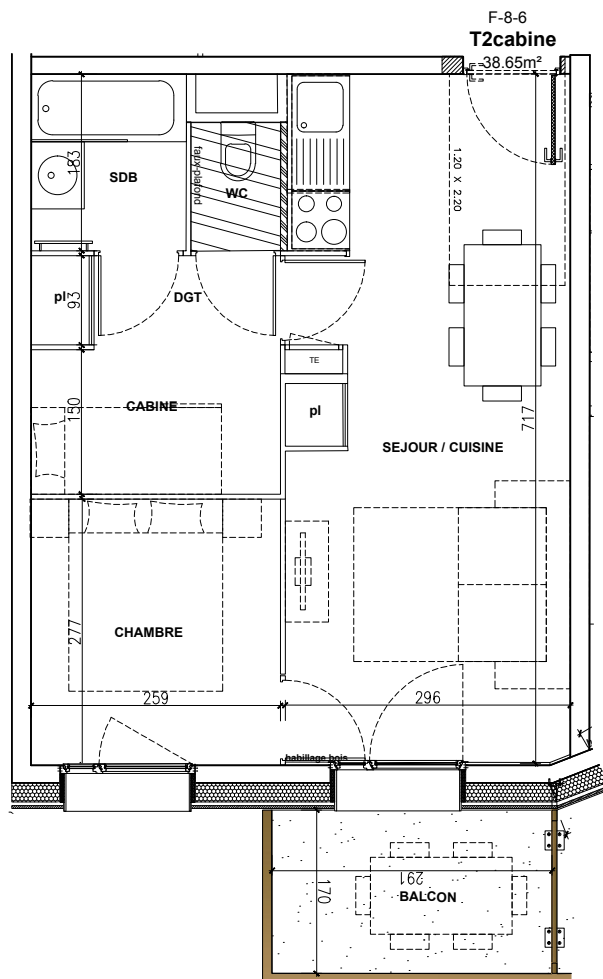 F-8-6
T2cabine
38.65m²
183
SDB
faux-plafond
WC
1.20 X 2.20
pl
93
DGT
TE
150
CABINE
pl
717
SEJOUR / CUISINE
277
CHAMBRE
259
296
habillage bois
170
291
BALCON